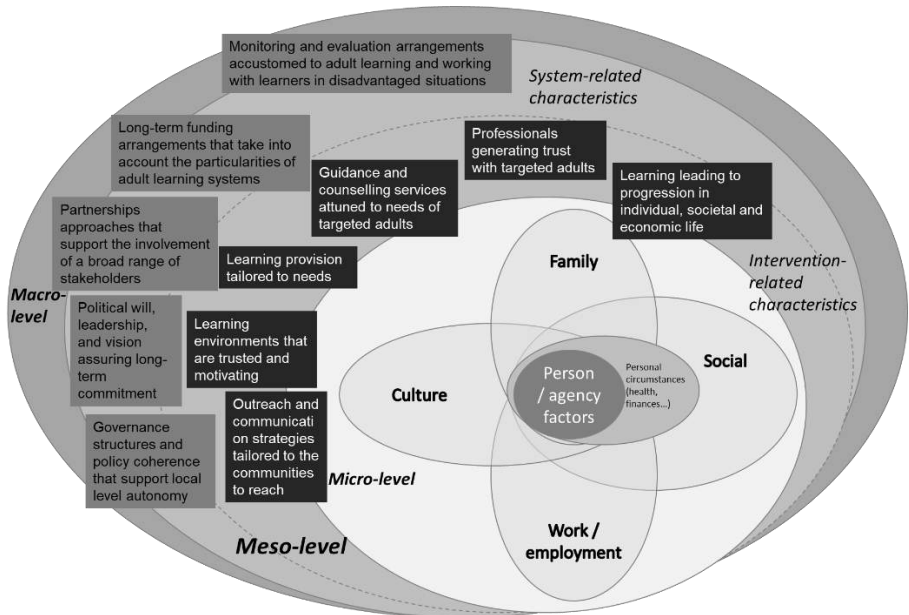 Monitoring and evaluation arrangements
accustomed to adult learning and working
with learners in disadvantaged situations
System-related
characteristics
Long-term funding
arrangements that take into
account the particularities of
adult learning systems
Professionals
generating trust
with targeted adults
Guidance and
counselling services
attuned to needs of
targeted adults
Learning leading to
progression in
individual, societal and
economic life
Partnerships
approaches that
support the involvement
of a broad range of
stakeholders
Learning provision
tailored to needs
Intervention-
related
characteristics
Macro-
level
Political will,
leadership,
and vision
assuring long-
term
commitment
Learning
environments that
are trusted and
motivating
Governance
structures and
policy coherence
that support local
level autonomy
Outreach and
communicati
on strategies
tailored to the
communities
to reach
Micro-level
Meso-level
Family
Culture
Person
/ agency
factors
Personal
circumstances
(health,
finances...)
Social
Work /
employment